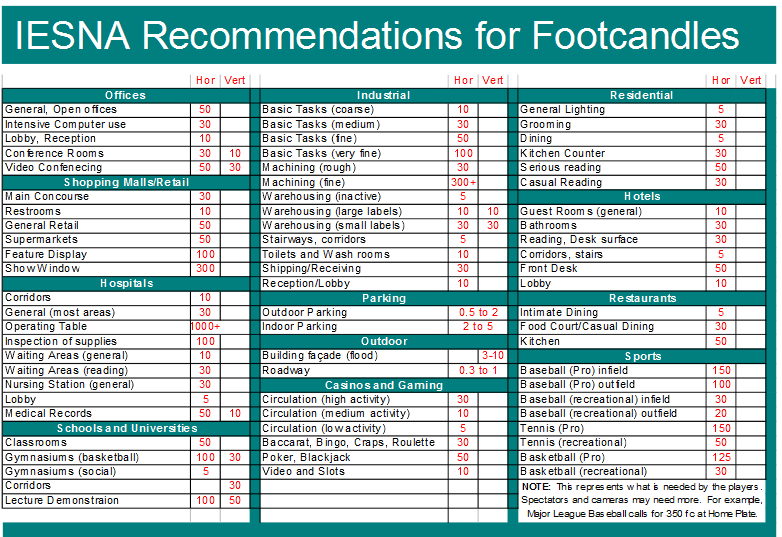 IESNA Recommendations for Footcandles
Hor Vert
Offices
General, Open offices 50
Intensive Computer use 30
Lobby, Reception 10
Conference Rooms 30 10
Video Confenecing 50 30
Shopping Malls/Retail
Main Concourse 30
Restrooms 10
General Retail 50
Supermarkets 50
Feature Display 100
Show Window 300
Hospitals
Corridors 10
General (most areas) 30
Operating Table 1000+
Inspection of supplies 100
Waiting Areas (general) 10
Waiting Areas (reading) 30
Nursing Station (general) 30
Lobby 5
Medical Records 50 10
Schools and Universities
Classrooms 50
Gymnasiums (basketball) 100 30
Gymnasiums (social) 5
Corridors 30
Lecture Demonstraion 100 50
Hor Vert
Industrial
Basic Tasks (coarse) 10
Basic Tasks (medium) 30
Basic Tasks (fine) 50
Basic Tasks (very fine) 100
Machining (rough) 30
Machining (fine) 300+
Warehousing (inactive) 5
Warehousing (large labels) 10 10
Warehousing (small labels) 30 30
Stairways, corridors 5
Toilets and Wash rooms 10
Shipping/Receiving 30
Reception/Lobby 10
Parking
Outdoor Parking 0.5 to 2
Indoor Parking 2 to 5
Outdoor
Building façade (flood) 3-10
Roadway 0.3 to 1
Casinos and Gaming
Circulation (high activity) 30
Circulation (medium activity) 10
Circulation (low activity) 5
Baccarat, Bingo, Craps, Roulette 30
Poker, Blackjack 50
Video and Slots 10
Hor Vert
Residential
General Lighting 5
Grooming 30
Dining 5
Kitchen Counter 30
Serious reading 50
Casual Reading 30
Hotels
Guest Rooms (general) 10
Bathrooms 30
Reading, Desk surface 30
Corridors, stairs 5
Front Desk 50
Lobby 10
Restaurants
Intimate Dining 5
Food Court/Casual Dining 30
Kitchen 50
Sports
Baseball (Pro) infield 150
Baseball (Pro) outfield 100
Baseball (recreational) infield 30
Baseball (recreational) outfield 20
Tennis (Pro) 150
Tennis (recreational) 50
Basketball (Pro) 125
Basketball (recreational) 30
NOTE: This represents what is needed by the players.
Spectators and cameras may need more. For example,
Major League Baseball calls for 350 fc at Home Plate.